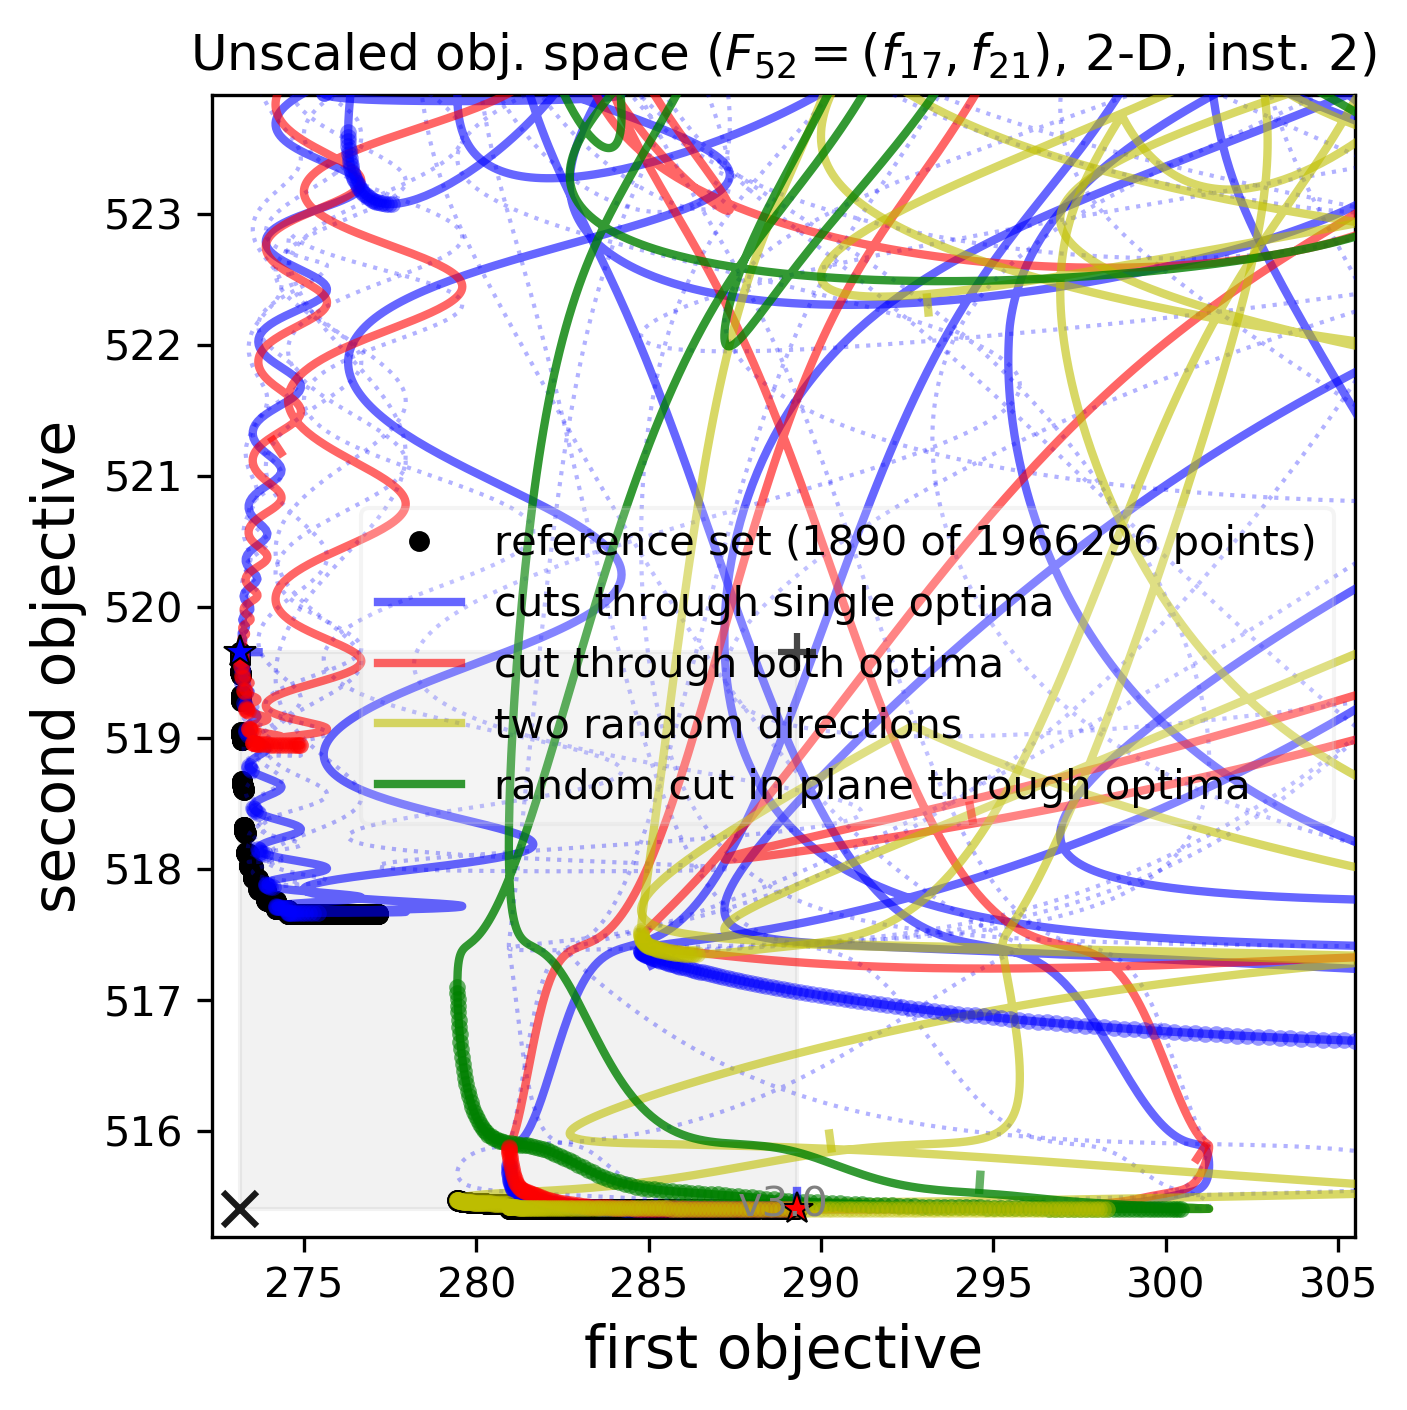 Unscaled obj. space (F52 = (f17, f21), 2-D, inst. 2)
523
522
521
520
519
518
517
516
second objective
reference set (1890 of 1966296 points)
cuts through single optima
cut through both optima
two random directions
random cut in plane through optima
v3.0
275 280 285 290 295 300 305
first objective